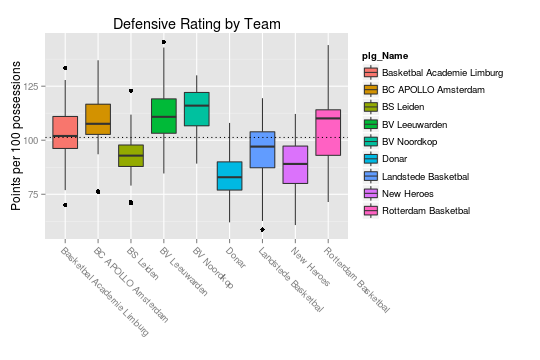 Defensive Rating by Team
Points per 100 possessions
125
100
75
Basketbal Academie Limburg
BC APOLLO Amsterdam
BS Leiden
BV Leeuwarden
BV Noordkop
Donar
Landstede Basketbal
New Heroes
Rotterdam Basketbal
plg_Name
Basketbal Academie Limburg
BC APOLLO Amsterdam
BS Leiden
BV Leeuwarden
BV Noordkop
Donar
Landstede Basketbal
New Heroes
Rotterdam Basketbal